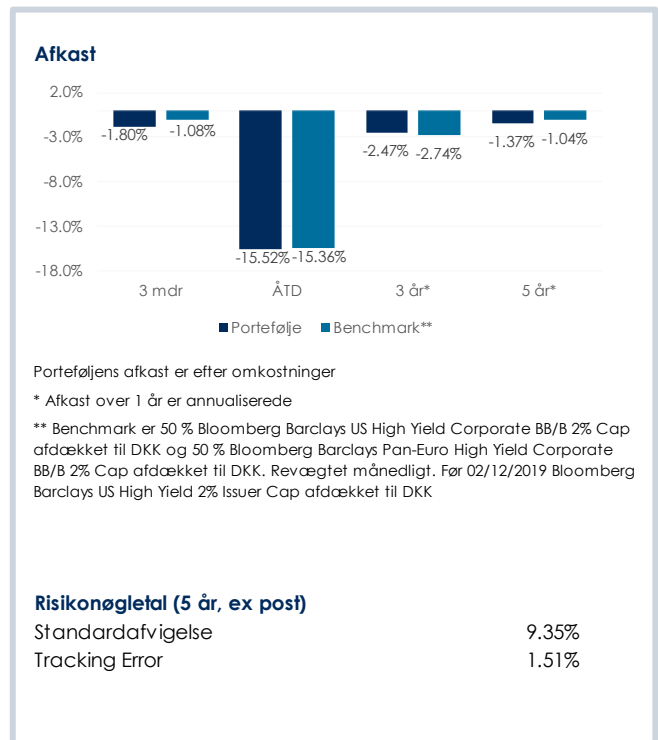 Afkast
2.0%
-3.0%
-8.0%
-13.0%
-18.0%
-1.80%
-1.08%
-15.52%
-15.36%
-2.47%
-2.74%
-1.37%
-1.04%
3 mdr
ÅTD
3 år*
5 år*
Portefølje
Benchmark**
Porteføljens afkast er efter omkostninger
* Afkast over 1 år er annualiserede
** Benchmark er 50 % Bloomberg Barclays US High Yield Corporate BB/B 2% Cap
afdækket til DKK og 50 % Bloomberg Barclays Pan-Euro High Yield Corporate
BB/B 2% Cap afdækket til DKK. Revægtet månedligt. Før 02/12/2019 Bloomberg
Barclays US High Yield 2% Issuer Cap afdækket til DKK
Risikonøgletal (5 år, ex post)
Standardafvigelse 9.35%
Tracking Error 1.51%